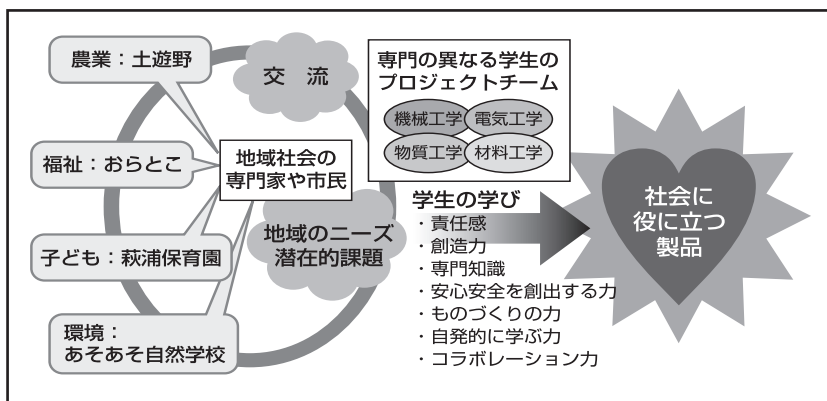 農業：土遊野
福祉：おらとこ
子ども：萩浦保育園
環境：
あそあそ自然学校
交　流
地域社会の
専門家や市民
地域のニーズ
潜在的課題
専門の異なる学生の
プロジェクトチーム
機械工学
電気工学
物質工学
材料工学
学生の学び
・責任感
・創造力
・専門知識
・安心安全を創出する力
・ものづくりの力
・自発的に学ぶ力
・コラボレーション力
社会に
役に立つ
製品